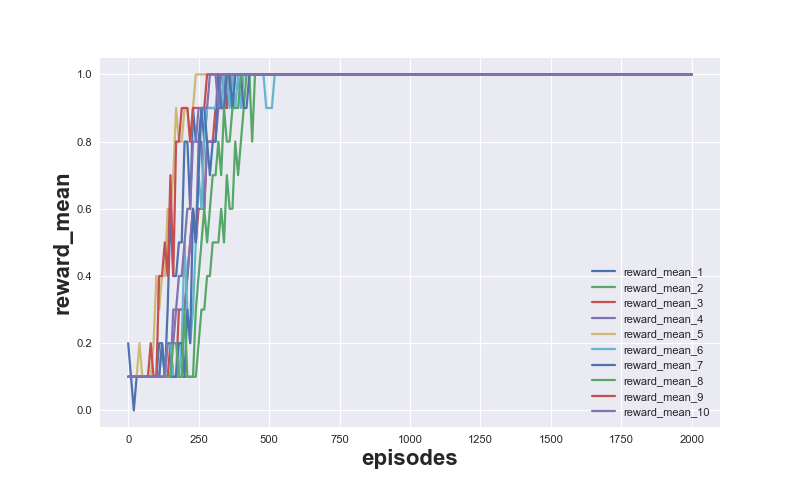 1.0
0.8
0.6
0.4
0.2
0.0
reward_mean
0 250 500 750 1000 1250 1500 1750 2000
episodes
reward_mean_1
reward_mean_2
reward_mean_3
reward_mean_4
reward_mean_5
reward_mean_6
reward_mean_7
reward_mean_8
reward_mean_9
reward_mean_10